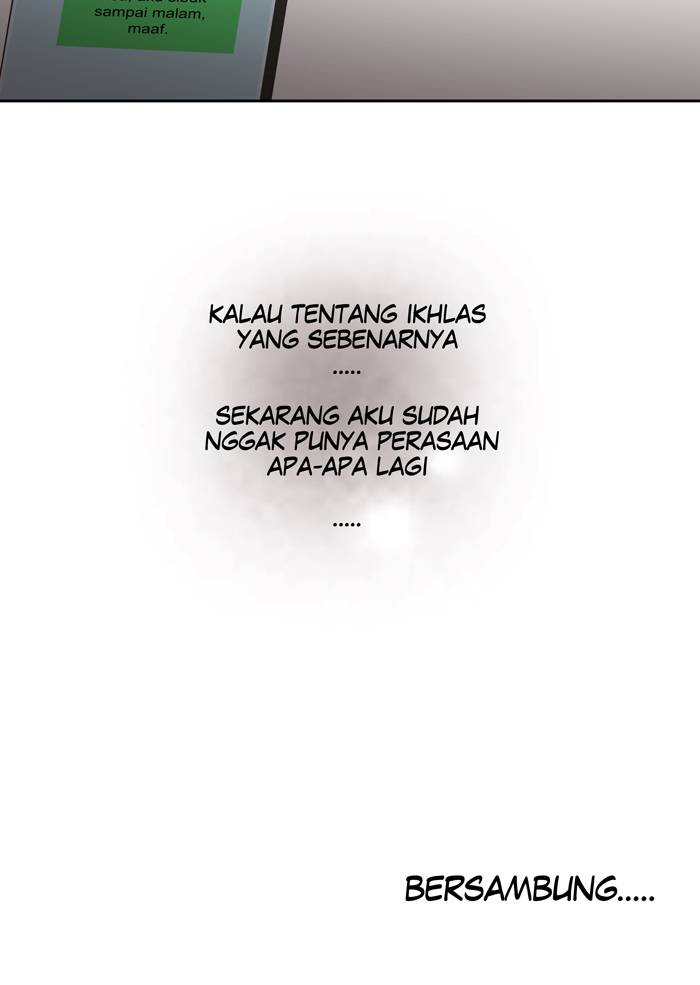 sampai malam,
maaf.
KALAU TENTANG IKHLAS
YANG SEBENARNYA
.....
SEKARANG AKU SUDAH
NGGAK PUNYA PERASAAN
APA-APA LAGI
.....
BERSAMBUNG.....